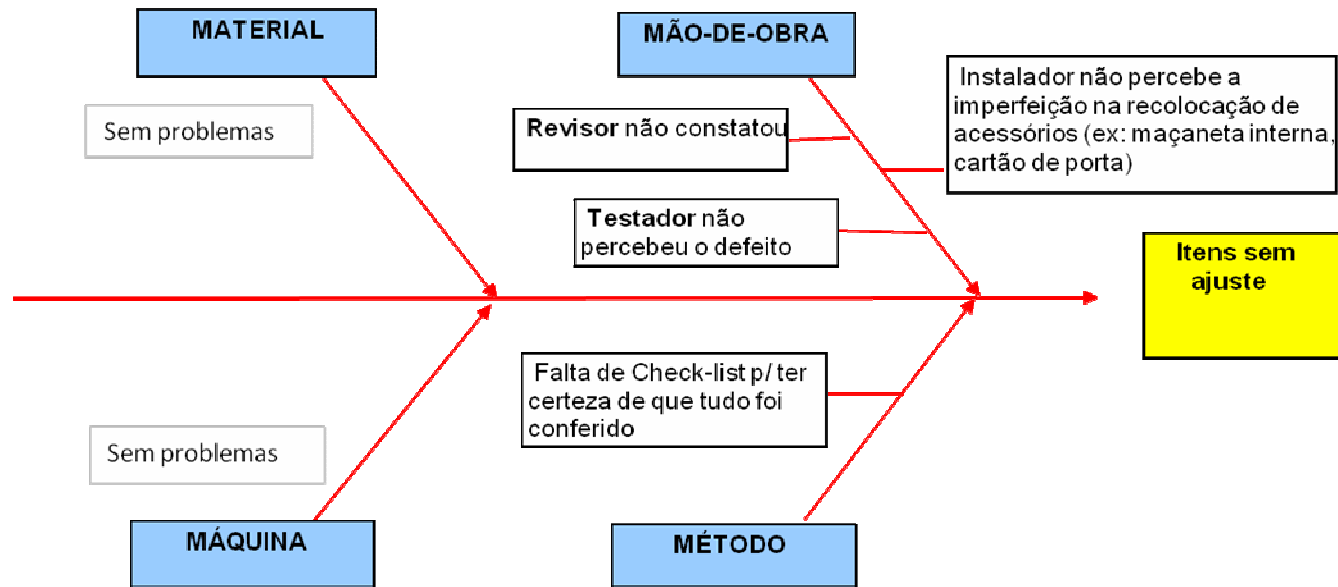 MATERIAL
MÃO-DE-OBRA
Sem problemas
Revisor não constatou
Instalador não percebe a
imperfeição na recolocação de
acessórios (ex: maçaneta interna,
cartão de porta)
Testador não
percebeu o defeito
Itens sem
ajuste
Falta de Check-list p/ ter
certeza de que tudo foi
conferido
Sem problemas
MÁQUINA
MÉTODO